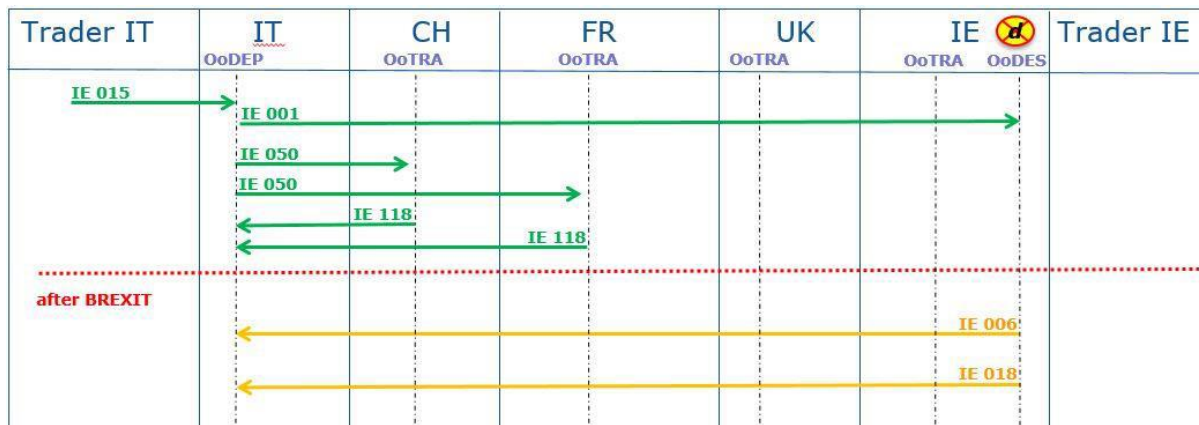 Trader IT IT CH FR UK IE d Trader IE
OoDEP OoTRA OoTRA OoTRA OoTRA OoDES
IE 015
IE 001
IE 050
IE 050
IE 118
IE 118
after BREXIT
IE 006
IE 018